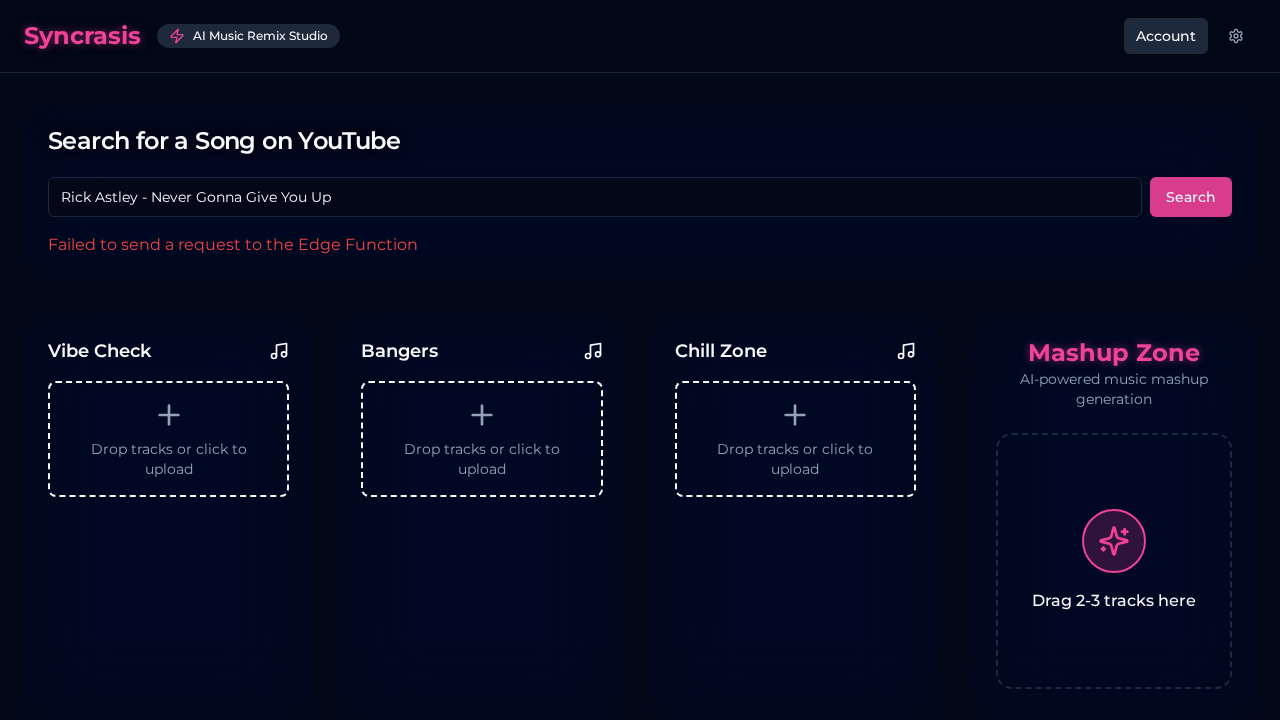 Syncrasis
AI Music Remix Studio
Account
Search for a Song on YouTube
Rick Astley - Never Gonna Give You Up
Search
Failed to send a request to the Edge Function
Vibe Check
Drop tracks or click to
upload
Bangers
Drop tracks or click to
upload
Chill Zone
Drop tracks or click to
upload
Mashup Zone
AI-powered music mashup
generation
Drag 2-3 tracks here